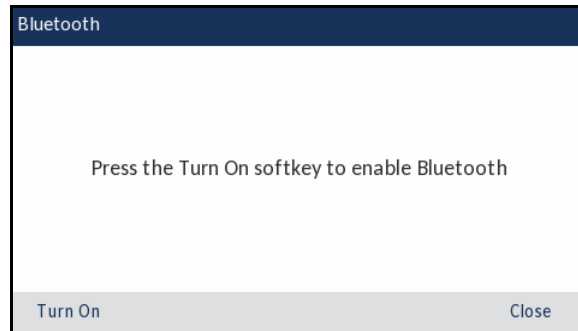 Bluetooth
Press the Turn On softkey to enable Bluetooth
Turn On Close